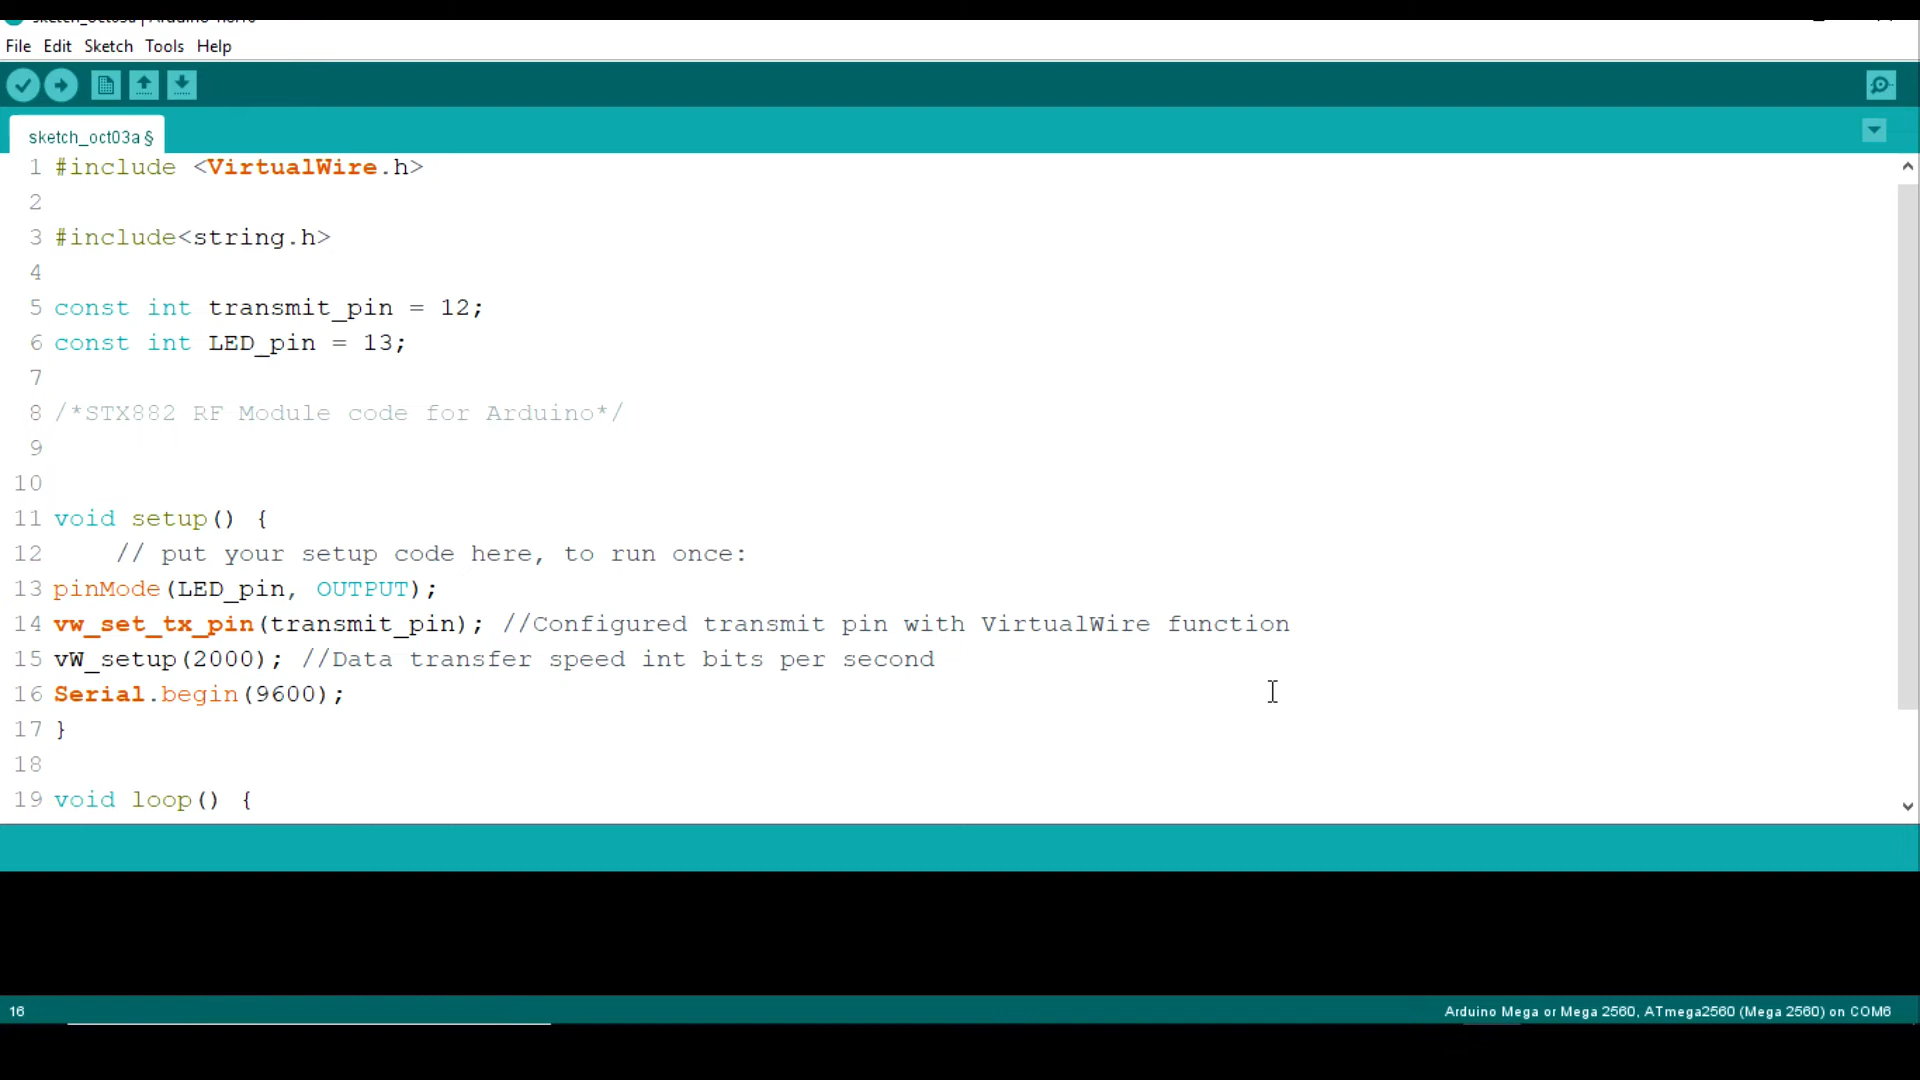 File Edit Sketch Tools Help
sketch_oct03a §
1 #include <VirtualWire.h>
2
3 #include<string.h>
4
5 const int transmit_pin = 12;
6 const int LED_pin = 13;
7
8 /*STX882 RF Module code for Arduino*/
9
10
11 void setup() {
12     // put your setup code here, to run once:
13 pinMode(LED_pin, OUTPUT);
14 vw_set_tx_pin(transmit_pin); //Configured transmit pin with VirtualWire function
15 vW_setup(2000); //Data transfer speed int bits per second
16 Serial.begin(9600);
17 }
18
19 void loop() {
16
Arduino Mega or Mega 2560, ATmega2560 (Mega 2560) on COM6